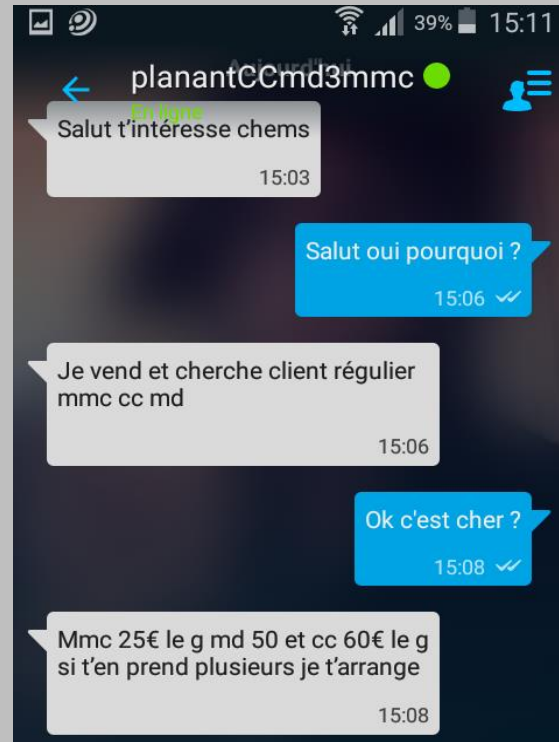 39% 15:11
Aujourd'hui
planantCCmd3mmc
En ligne
Salut t'intéresse chems
15:03
Salut oui pourquoi ?
15:06
Je vend et cherche client régulier
mmc cc md
15:06
Ok c'est cher ?
15:08
Mmc 25€ le g md 50 et cc 60€ le g
si t'en prend plusieurs je t'arrange
15:08